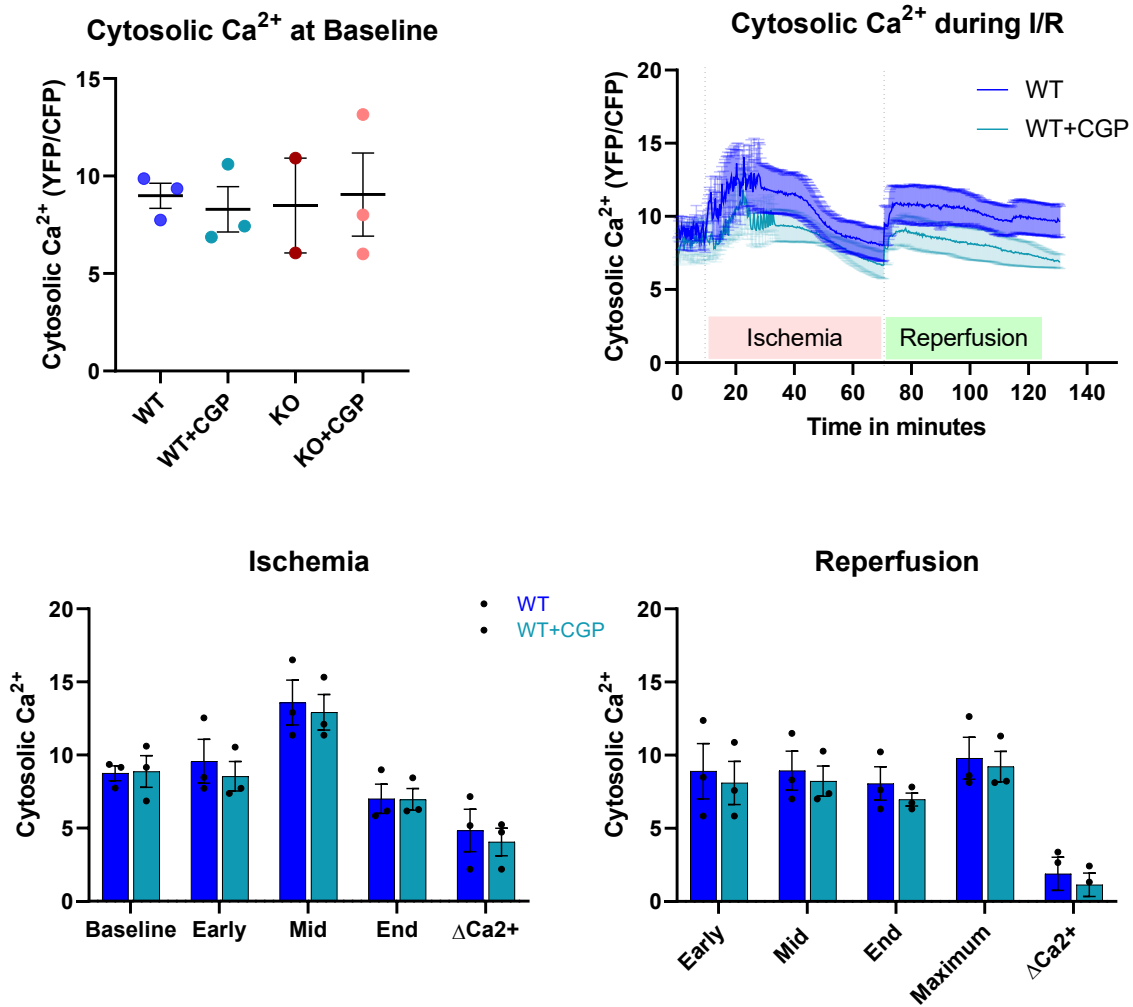 Cytosolic Ca²⁺ at Baseline
Cytosolic Ca²⁺ (YFP/CFP)
15
10
5
0
WT
WT+CGP
KO
KO+CGP
Cytosolic Ca²⁺ during I/R
Cytosolic Ca²⁺ (YFP/CFP)
20
15
10
5
0
WT
WT+CGP
Ischemia
Reperfusion
0 20 40 60 80 100 120 140
Time in minutes
Ischemia
Cytosolic Ca²⁺
20
15
10
5
0
WT
WT+CGP
Baseline Early Mid End ΔCa2+
Reperfusion
Cytosolic Ca²⁺
20
15
10
5
0
Early
Mid
End
Maximum
ΔCa2+